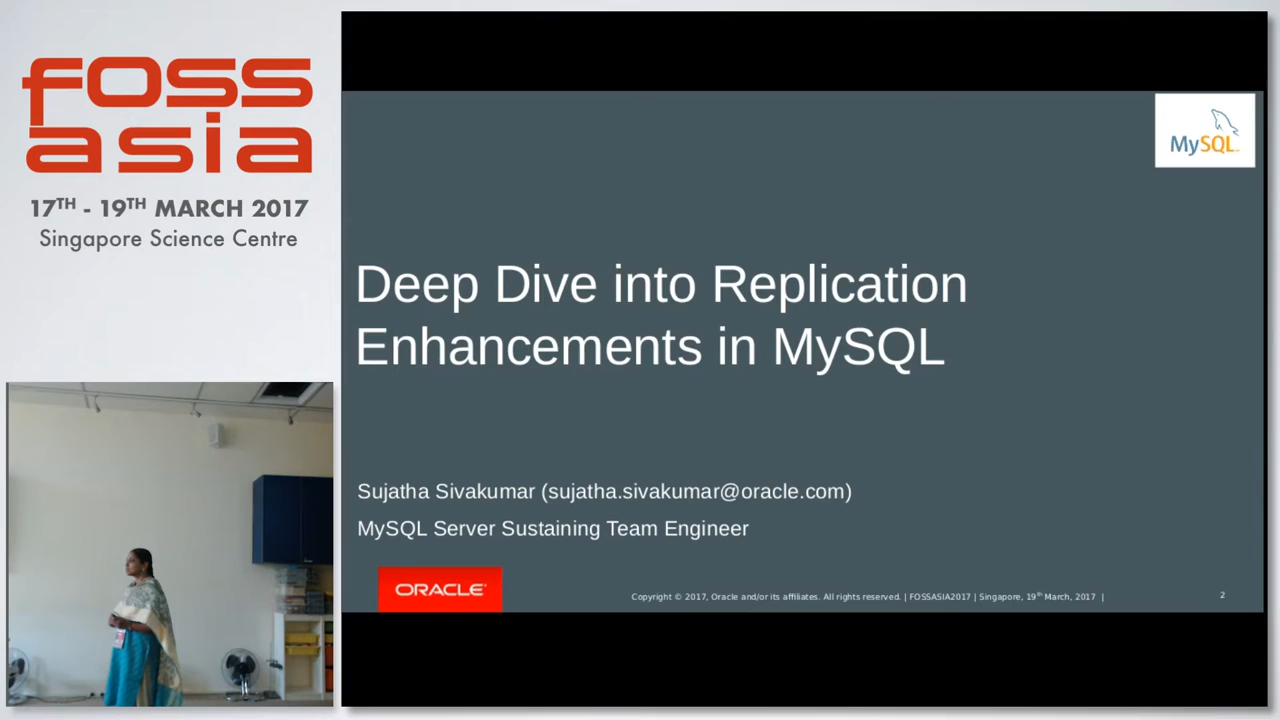 foss
asia
17TH - 19TH MARCH 2017
Singapore Science Centre
MySQL
Deep Dive into Replication
Enhancements in MySQL
Sujatha Sivakumar (sujatha.sivakumar@oracle.com)
MySQL Server Sustaining Team Engineer
ORACLE
Copyright © 2017, Oracle and/or its affiliates. All rights reserved. | FOSSASIA2017 | Singapore, 19th March, 2017 |
2